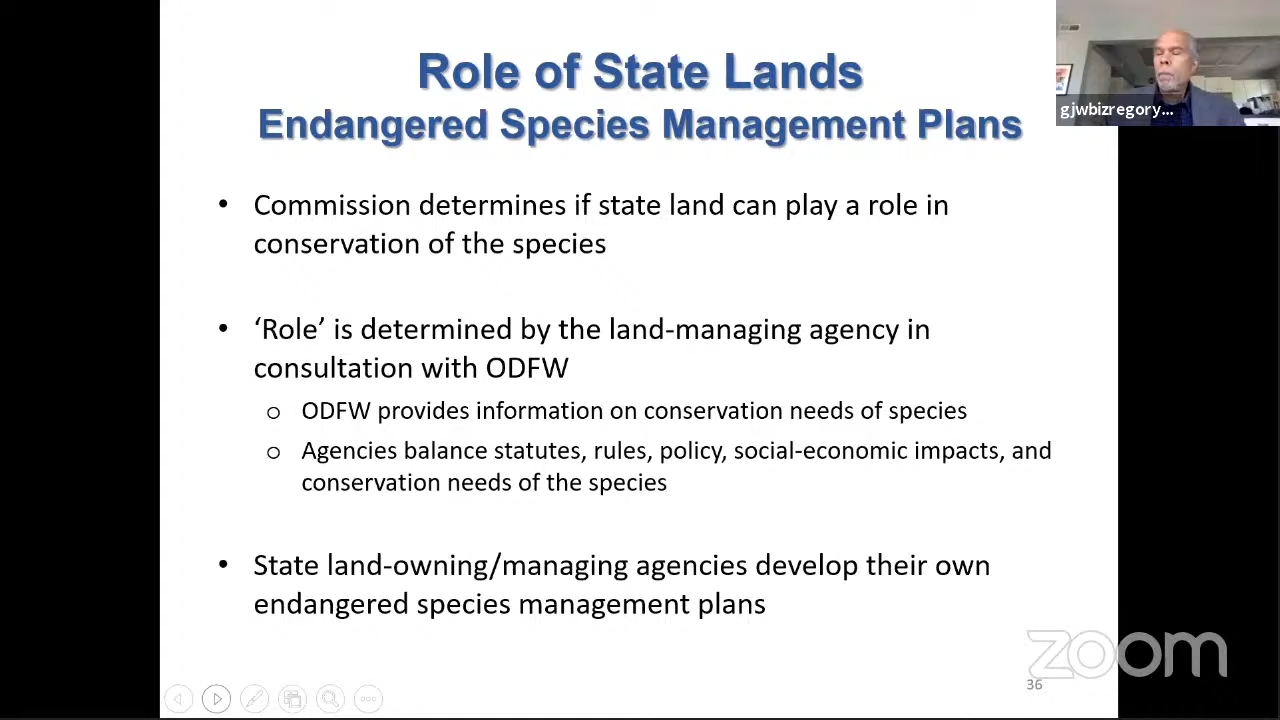 Role of State Lands
Endangered Species Management Plans
gjwbizregory...
• Commission determines if state land can play a role in
conservation of the species
• ‘Role’ is determined by the land-managing agency in
consultation with ODFW
o ODFW provides information on conservation needs of species
o Agencies balance statutes, rules, policy, social-economic impacts, and
conservation needs of the species
• State land-owning/managing agencies develop their own
endangered species management plans
zoom
36